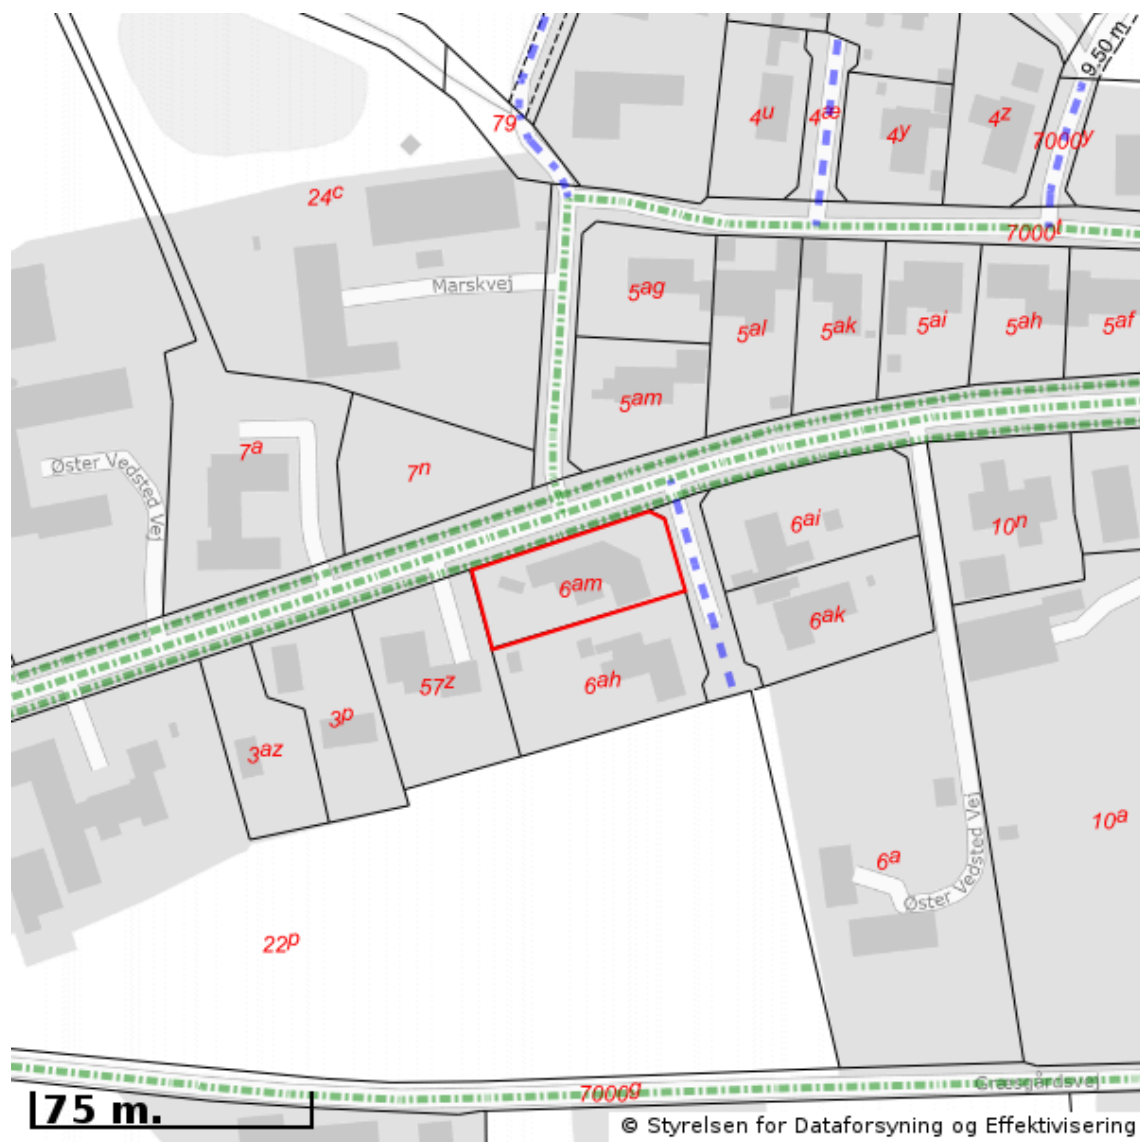 9.50 m
4u
4æ
4y
4z
79
7000y
24c
7000l
Marskvej
5ag
5al
5ak
5ai
5ah
5af
5am
7a
Øster Vedsted Vej
7n
6ai
10n
6am
6ak
57z
6ah
3p
3az
10a
6a
Øster Vedsted Vej
22p
Græsgårdsvej
7000g
75 m.
© Styrelsen for Dataforsyning og Effektivisering